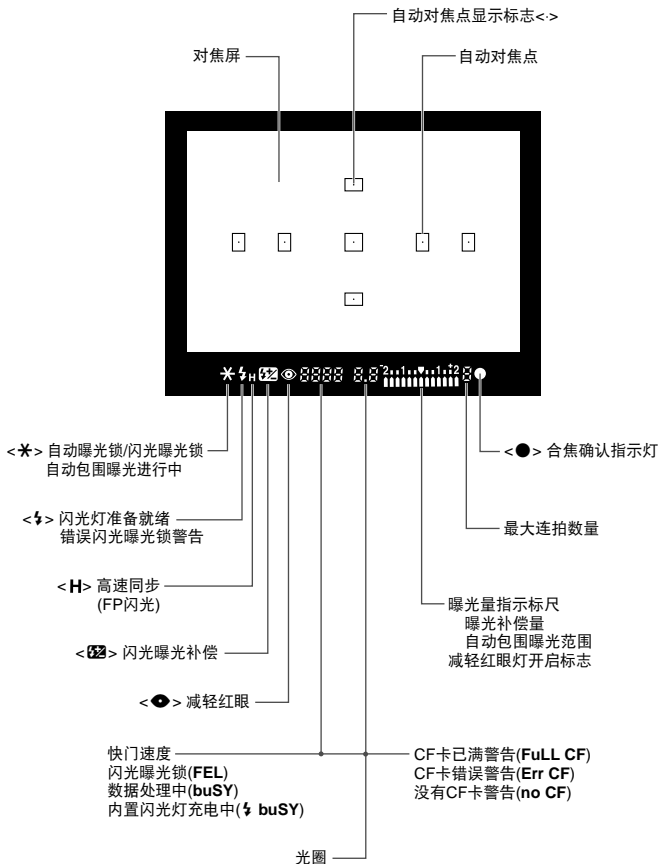 自动对焦点显示标志<·>
对焦屏
自动对焦点
H 8888 8.8 -2..1..▼..1.+2 8
<✱> 自动曝光锁/闪光曝光锁
自动包围曝光进行中
<●> 合焦确认指示灯
<⚡> 闪光灯准备就绪
错误闪光曝光锁警告
最大连拍数量
<H> 高速同步
(FP闪光)
曝光量指示标尺
曝光补偿量
自动包围曝光范围
减轻红眼灯开启标志
<> 闪光曝光补偿
<👁> 减轻红眼
快门速度
闪光曝光锁(FEL)
数据处理中(buSY)
内置闪光灯充电中(⚡ buSY)
CF卡已满警告(FuLL CF)
CF卡错误警告(Err CF)
没有CF卡警告(no CF)
光圈